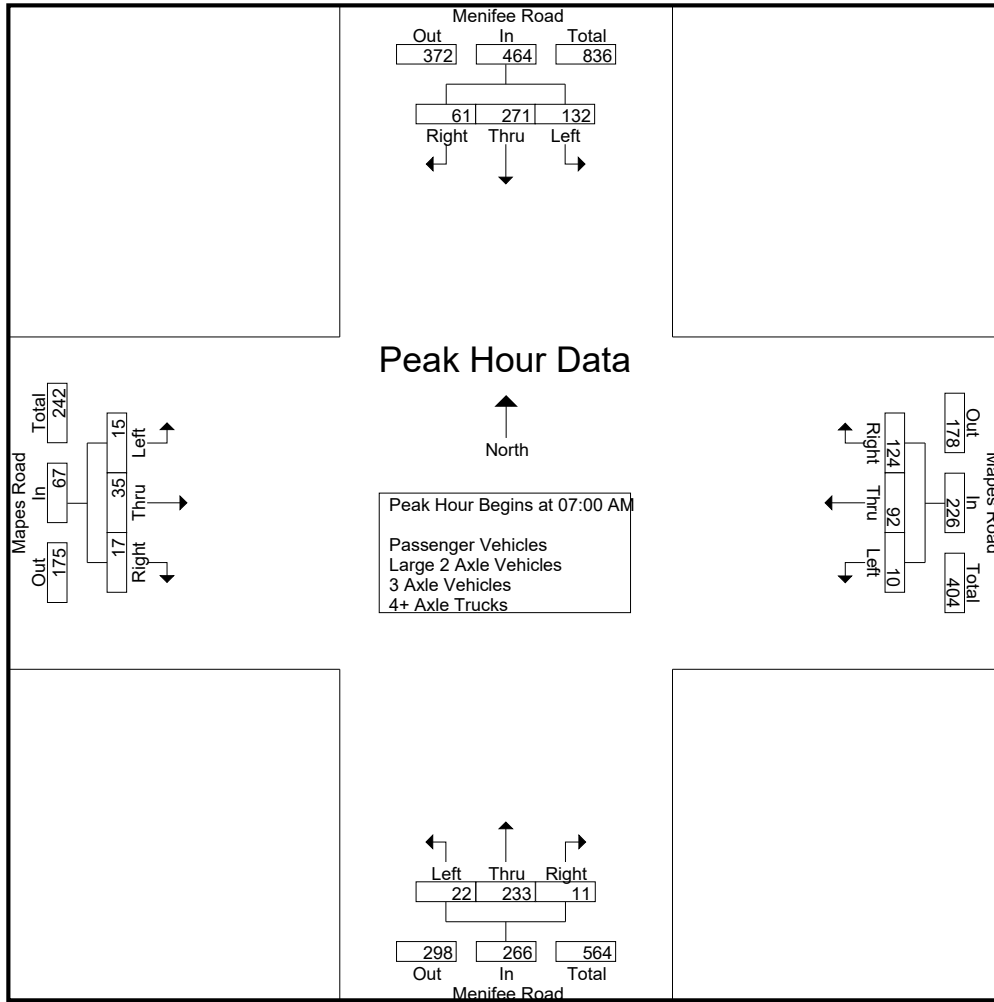 Menifee Road
Out In Total
372 464 836
61 271 132
Right Thru Left
Peak Hour Data
North
Peak Hour Begins at 07:00 AM
Passenger Vehicles
Large 2 Axle Vehicles
3 Axle Vehicles
4+ Axle Trucks
Mapes Road
Out In Total
175 67 242
17 35 15
Right Thru Left
Mapes Road
Out In Total
178 226 404
124 92 10
Right Thru Left
Left Thru Right
22 233 11
298 266 564
Out In Total
Menifee Road